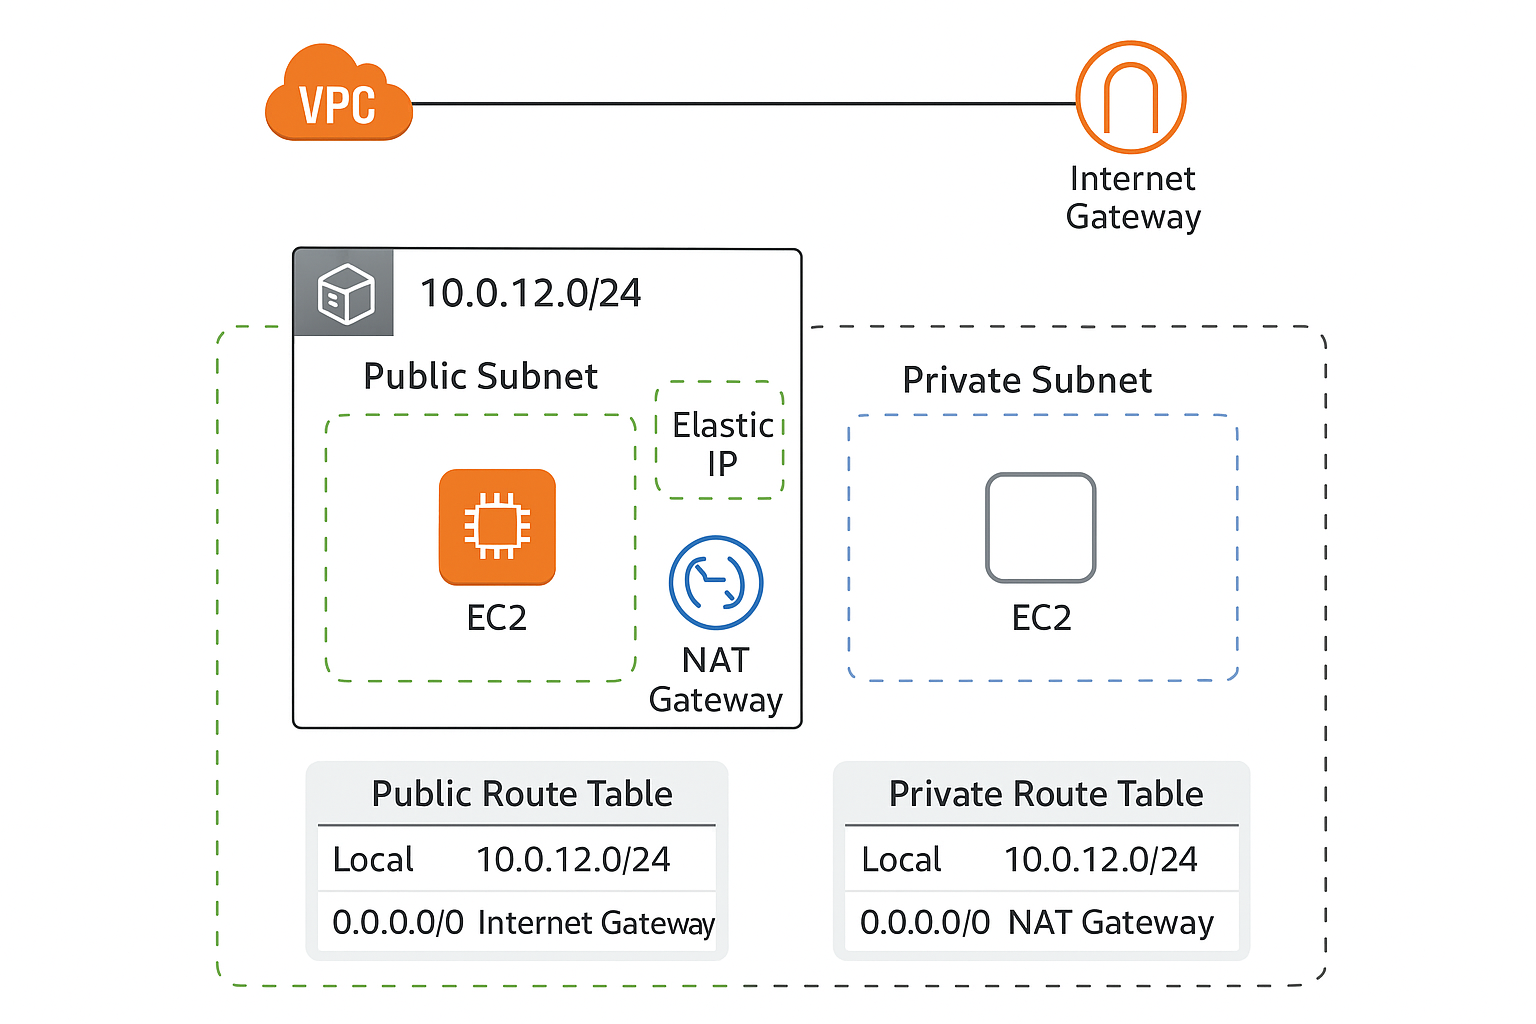 VPC
Internet
Gateway
10.0.12.0/24
Public Subnet
Elastic
IP
EC2
NAT
Gateway
Private Subnet
EC2
Public Route Table
Local 10.0.12.0/24
0.0.0.0/0 Internet Gateway
Private Route Table
Local 10.0.12.0/24
0.0.0.0/0 NAT Gateway